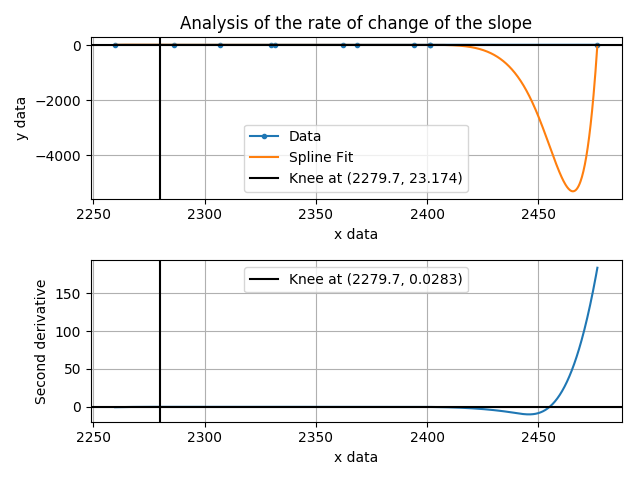 Analysis of the rate of change of the slope
0
−2000
−4000
y data
Data
Spline Fit
Knee at (2279.7, 23.174)
2250 2300 2350 2400 2450
x data
Knee at (2279.7, 0.0283)
150
100
50
0
Second derivative
2250 2300 2350 2400 2450
x data